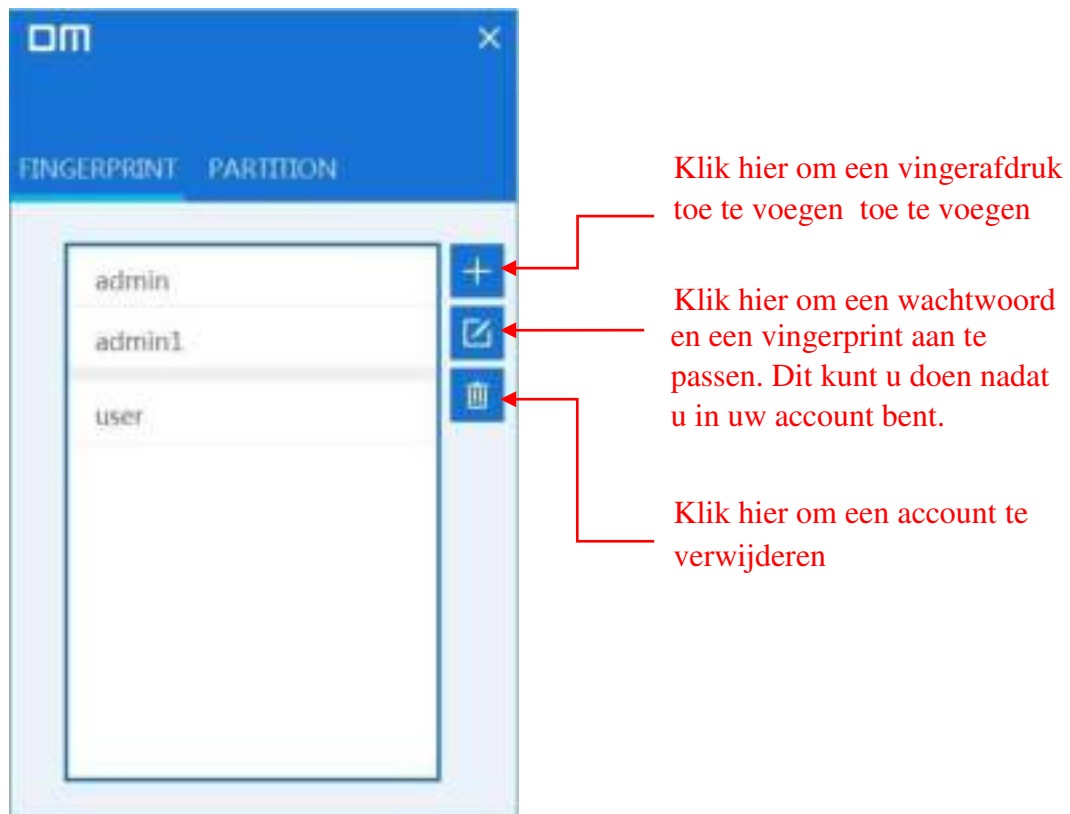 DM
FINGERPRINT PARTITION
admin
admin1
user
Klik hier om een vingerafdruk
toe te voegen  toe te voegen
Klik hier om een wachtwoord
en een vingerprint aan te
passen. Dit kunt u doen nadat
u in uw account bent.
Klik hier om een account te
verwijderen